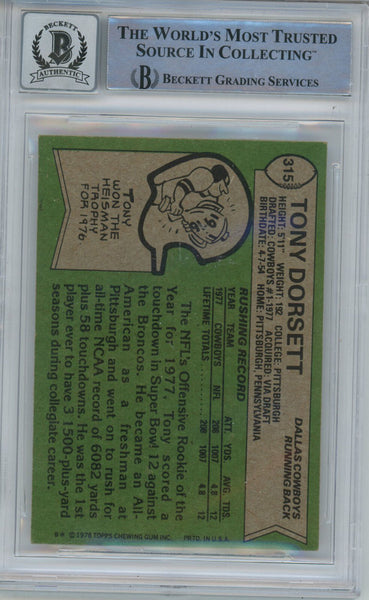 BECKETT
AUTHENTIC
THE WORLD'S MOST TRUSTED
SOURCE IN COLLECTING™
BECKETT GRADING SERVICES
315
TONY DORSETT
DALLAS COWBOYS
RUNNING BACK
HEIGHT: 5'11" WEIGHT: 192 COLLEGE: PITTSBURGH
DRAFTED: COWBOYS #1-1977 ACQUIRED: VIA DRAFT
BIRTHDATE: 4-7-54 HOME: PITTSBURGH, PENNSYLVANIA
RUSHING RECORD
YEAR TEAM ATT. YDS. AVG. TDS
1977 COWBOYS NFL 208 1007 4.8 12
LIFETIME TOTALS 208 1007 4.8 12
TONY
WON THE
HEISMAN
TROPHY
FOR 1976
The NFL's Offensive Rookie of the
Year for 1977, Tony scored a
touchdown in Super Bowl 12 against
the Broncos. He became an All-
American as a freshman at
Pittsburgh and went on to rush for
all-time NCAA record of 6082 yards
plus 58 touchdowns. He was the 1st
player ever to have 3 1500-plus-yard
seasons during collegiate career.
B* © 1978 TOPPS CHEWING GUM INC. PRTD. IN U.S.A.